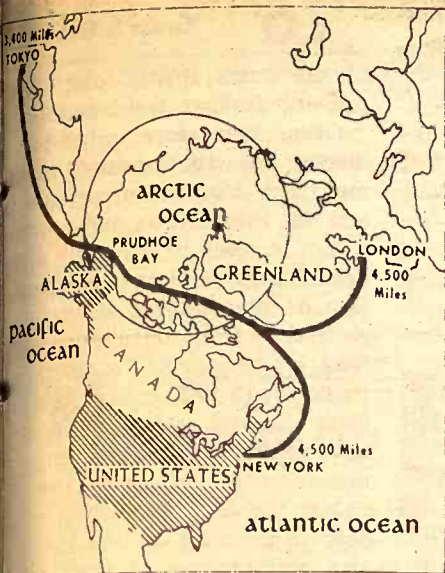 3,400 Miles
TOKYO
ARCTIC
OCEAN
PRUDHOE
BAY
LONDON
4,500
Miles
GREENLAND
ALASKA
pacific
ocean
CANADA
4,500 Miles
NEW YORK
UNITED STATES
atlantic ocean